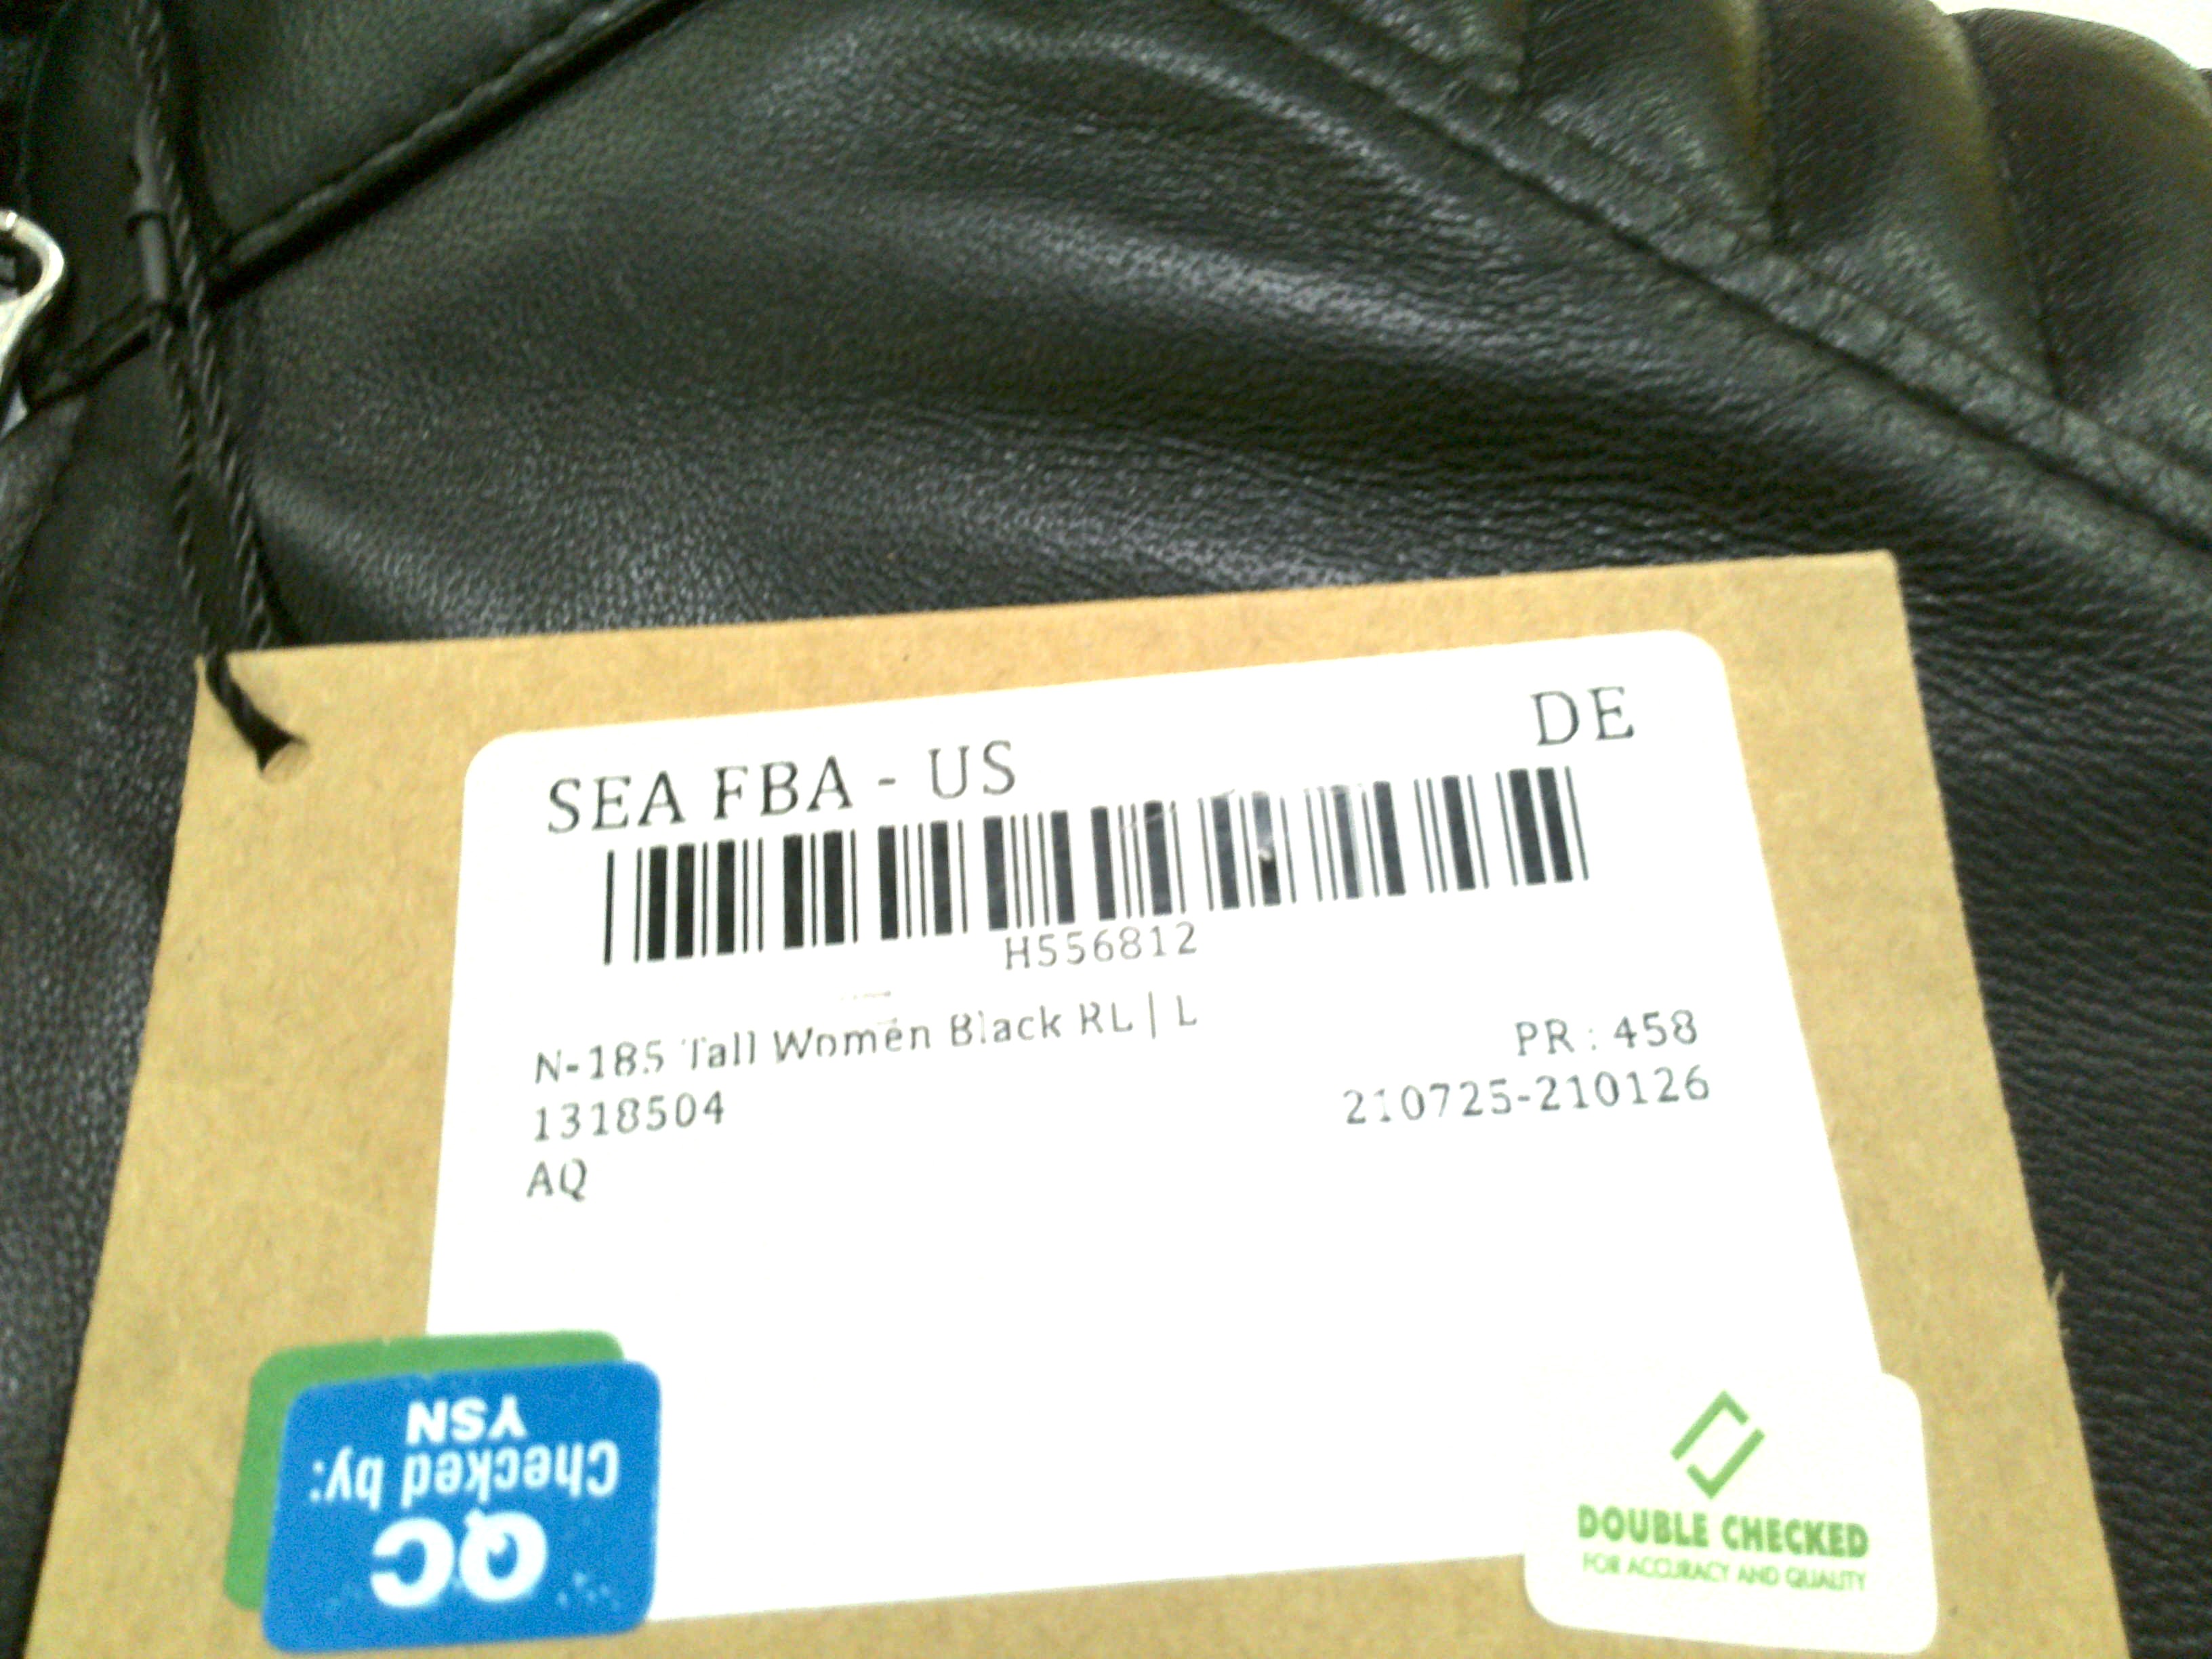 SEA FBA - US
DE
H556812
N-185 Tall Women Black RL | L
PR : 458
1318504
210725-210126
AQ
QC
Checked by:
YSN
DOUBLE CHECKED
FOR ACCURACY AND QUALITY